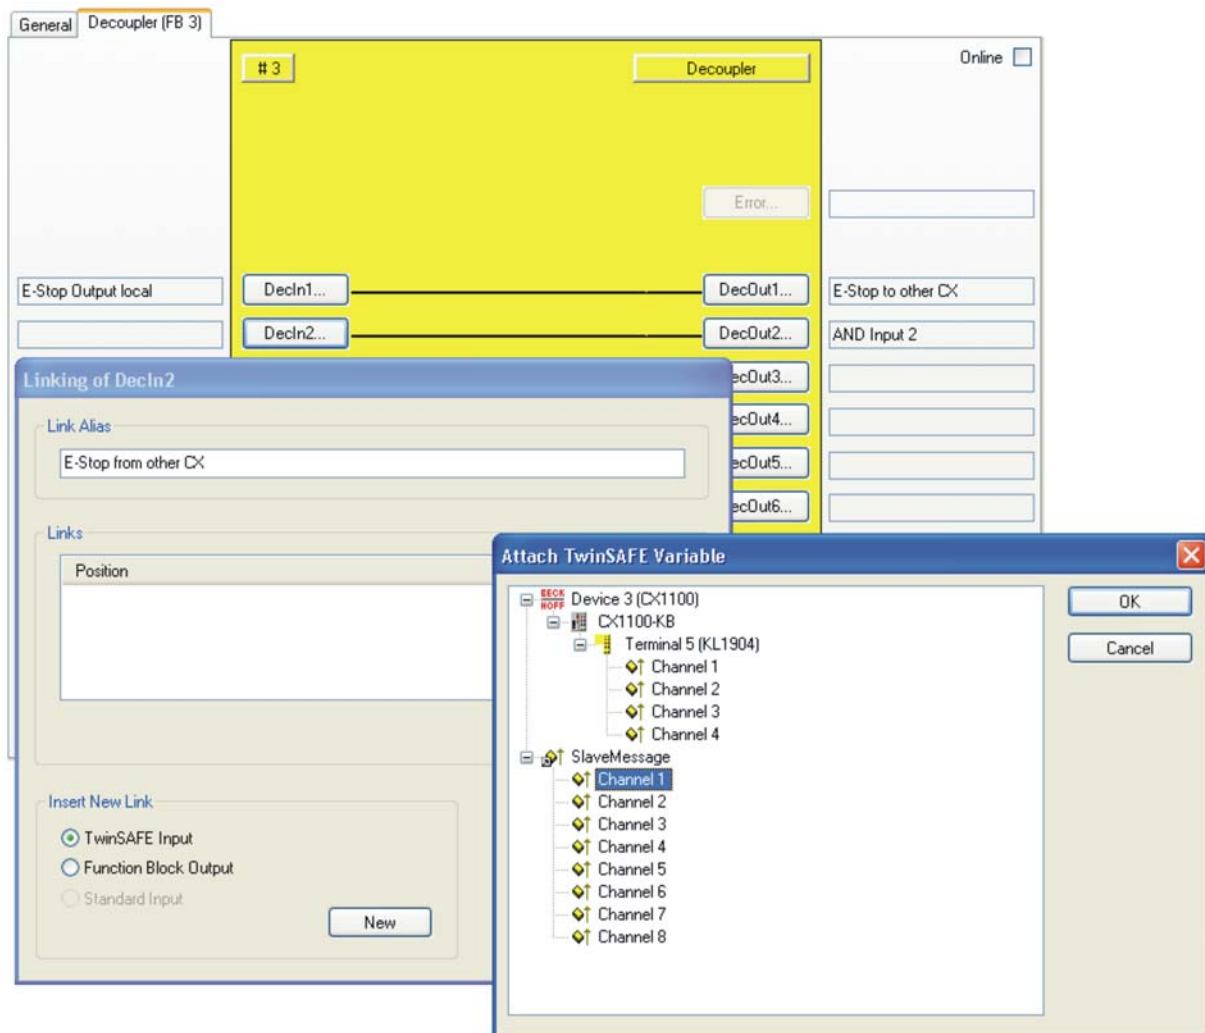 General Decoupler (FB 3)
# 3 Decoupler Online
Error...
E-Stop Output local DecIn1... DecOut1... E-Stop to other CX
DecIn2... DecOut2... AND Input 2
Linking of DecIn2
ecOut3...
Link Alias
ecOut4...
E-Stop from other CX
ecOut5...
ecOut6...
Links
Position
Attach TwinSAFE Variable
BECK
HOFF
Device 3 (CX1100)
OK
CX1100-KB
Terminal 5 (KL1904)
Cancel
Channel 1
Channel 2
Channel 3
Channel 4
SlaveMessage
Channel 1
Channel 2
Channel 3
Channel 4
Channel 5
Channel 6
Channel 7
Channel 8
Insert New Link
TwinSAFE Input
Function Block Output
Standard Input
New